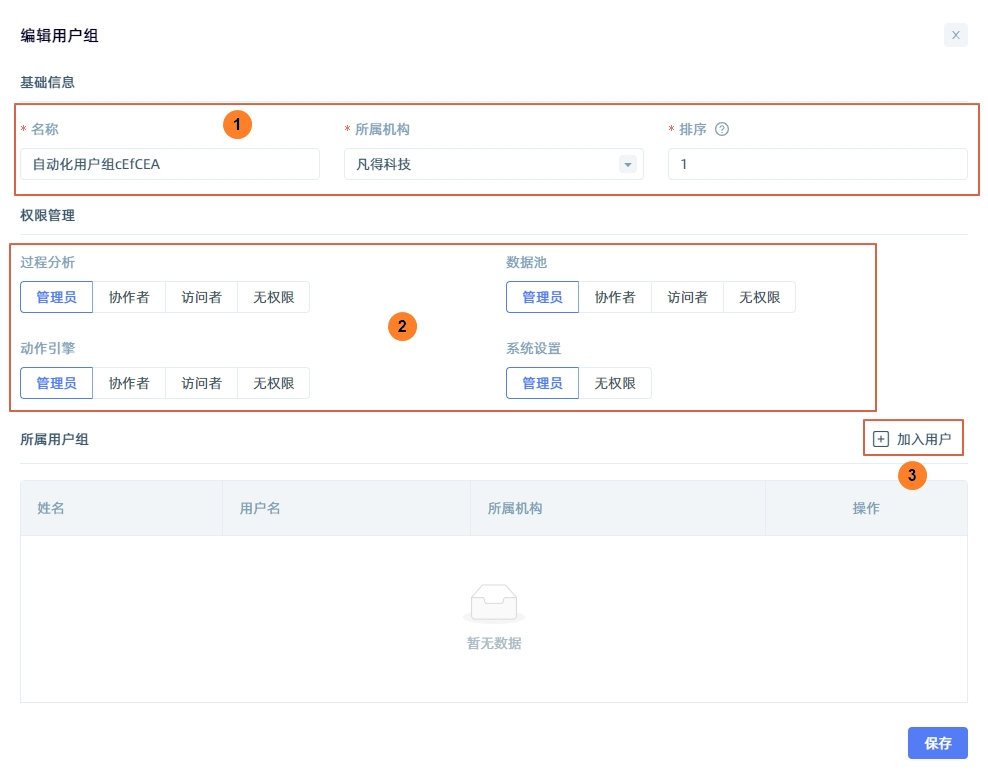 编辑用户组
X
基础信息
* 名称
1
* 所属机构
* 排序 ?
自动化用户组cEfCEA
凡得科技
1
权限管理
过程分析
数据池
管理员 协作者 访问者 无权限
管理员 协作者 访问者 无权限
2
动作引擎
系统设置
管理员 协作者 访问者 无权限
管理员 无权限
所属用户组
+ 加入用户
3
姓名 用户名 所属机构 操作
暂无数据
保存